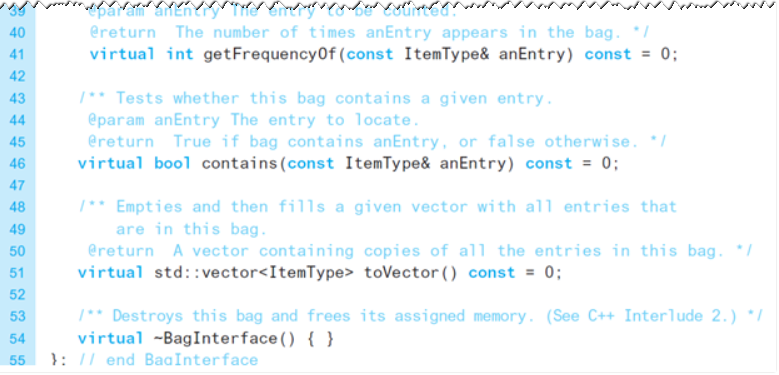 39 @param anEntry The entry to be counted.
40 @return The number of times anEntry appears in the bag. */
41 virtual int getFrequencyOf(const ItemType& anEntry) const = 0;
42
43 /** Tests whether this bag contains a given entry.
44 @param anEntry The entry to locate.
45 @return True if bag contains anEntry, or false otherwise. */
46 virtual bool contains(const ItemType& anEntry) const = 0;
47
48 /** Empties and then fills a given vector with all entries that
49 are in this bag.
50 @return A vector containing copies of all the entries in this bag. */
51 virtual std::vector<ItemType> toVector() const = 0;
52
53 /** Destroys this bag and frees its assigned memory. (See C++ Interlude 2.) */
54 virtual ~BagInterface() { }
55 }; // end BagInterface